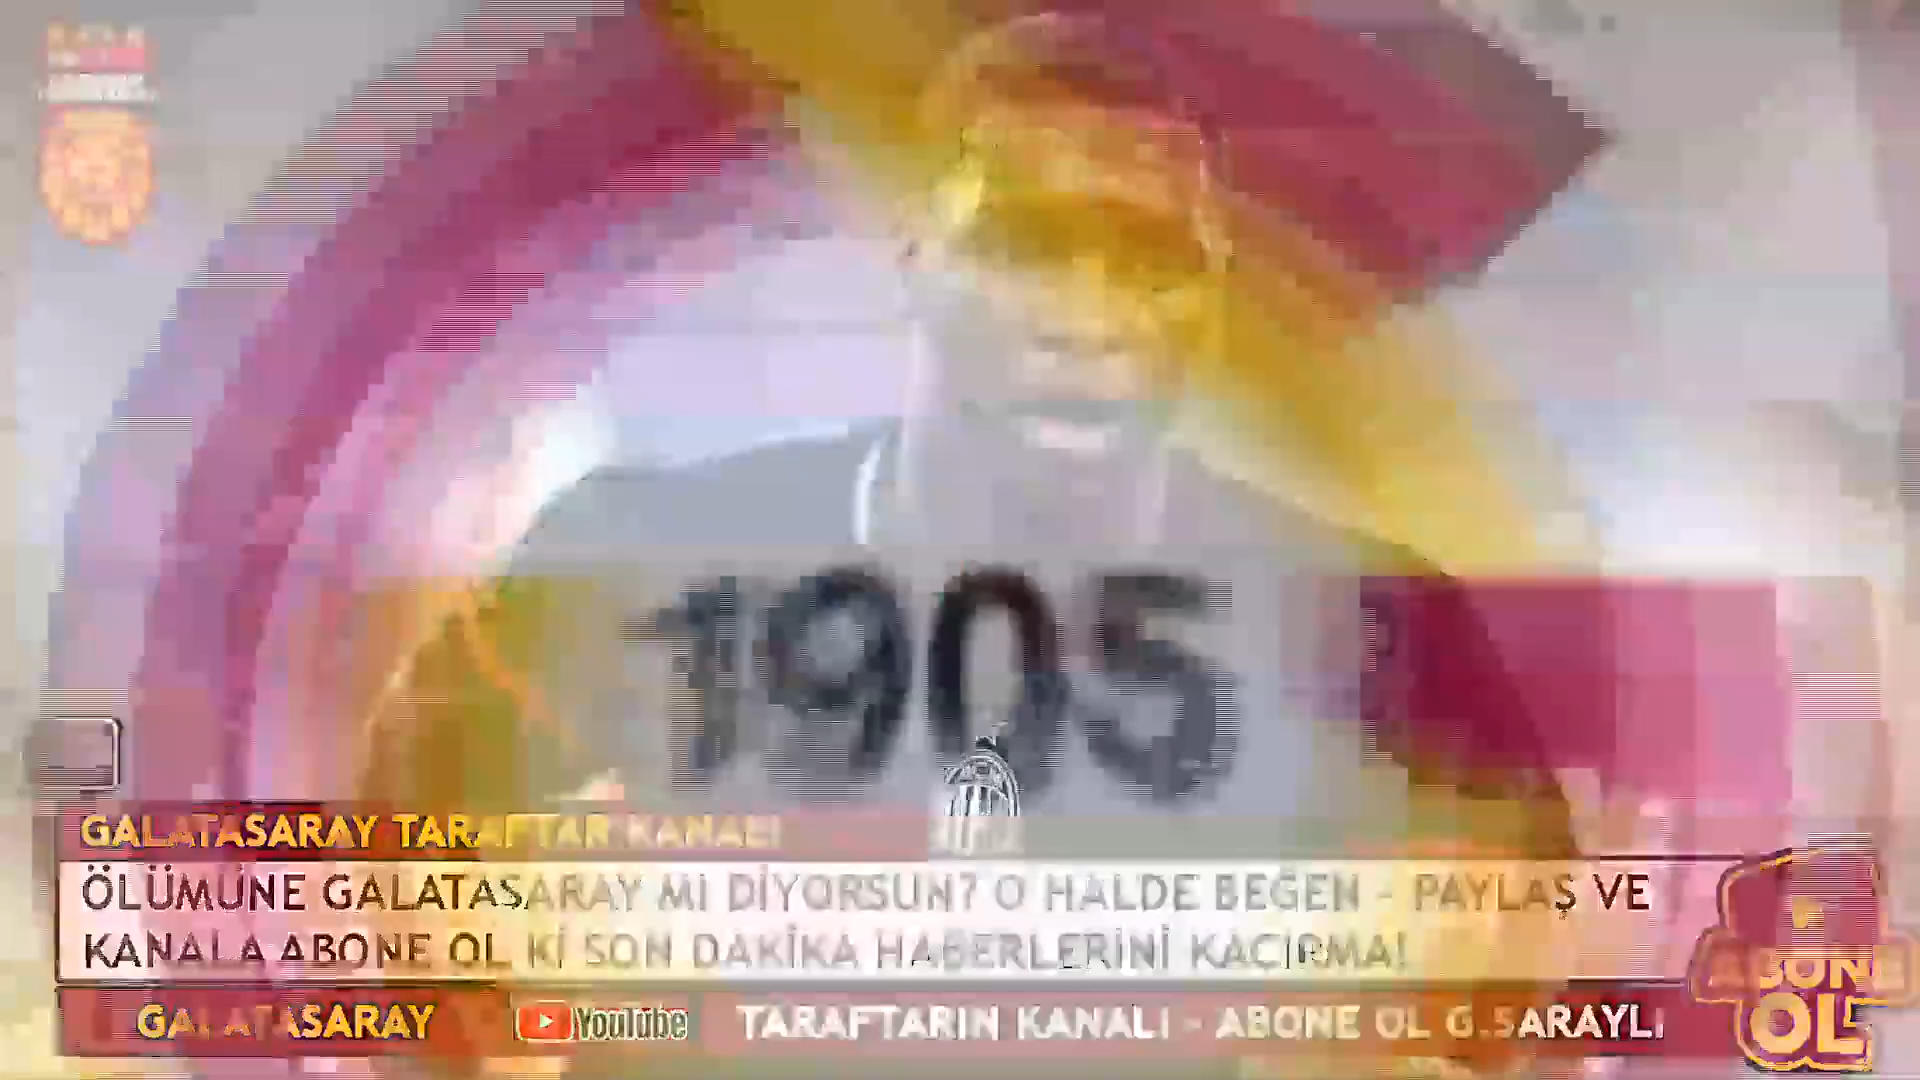 1905
GALATASARAY TARAFTAR KANALI
ÖLÜMÜNE GALATASARAY MI DİYORSUN? O HALDE BEĞEN - PAYLAŞ VE
KANALA ABONE OL Kİ SON DAKİKA HABERLERİNİ KAÇIRMA!
GALATASARAY YouTube TARAFTARIN KANALI - ABONE OL G.SARAYLI
ABONE
OL